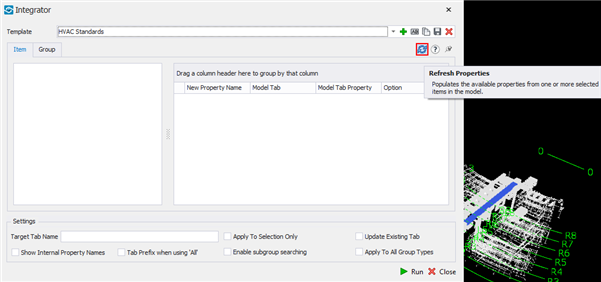 Integrator
Template
HVAC Standards
Item Group
Refresh Properties
Populates the available properties from one or more selected
items in the model.
Drag a column header here to group by that column
New Property Name Model Tab Model Tab Property Option
0 0
R8
R7
R6
R5
R4
Settings
Target Tab Name Apply To Selection Only Update Existing Tab
Show Internal Property Names Tab Prefix when using 'All' Enable subgroup searching Apply To All Group Types
Run Close